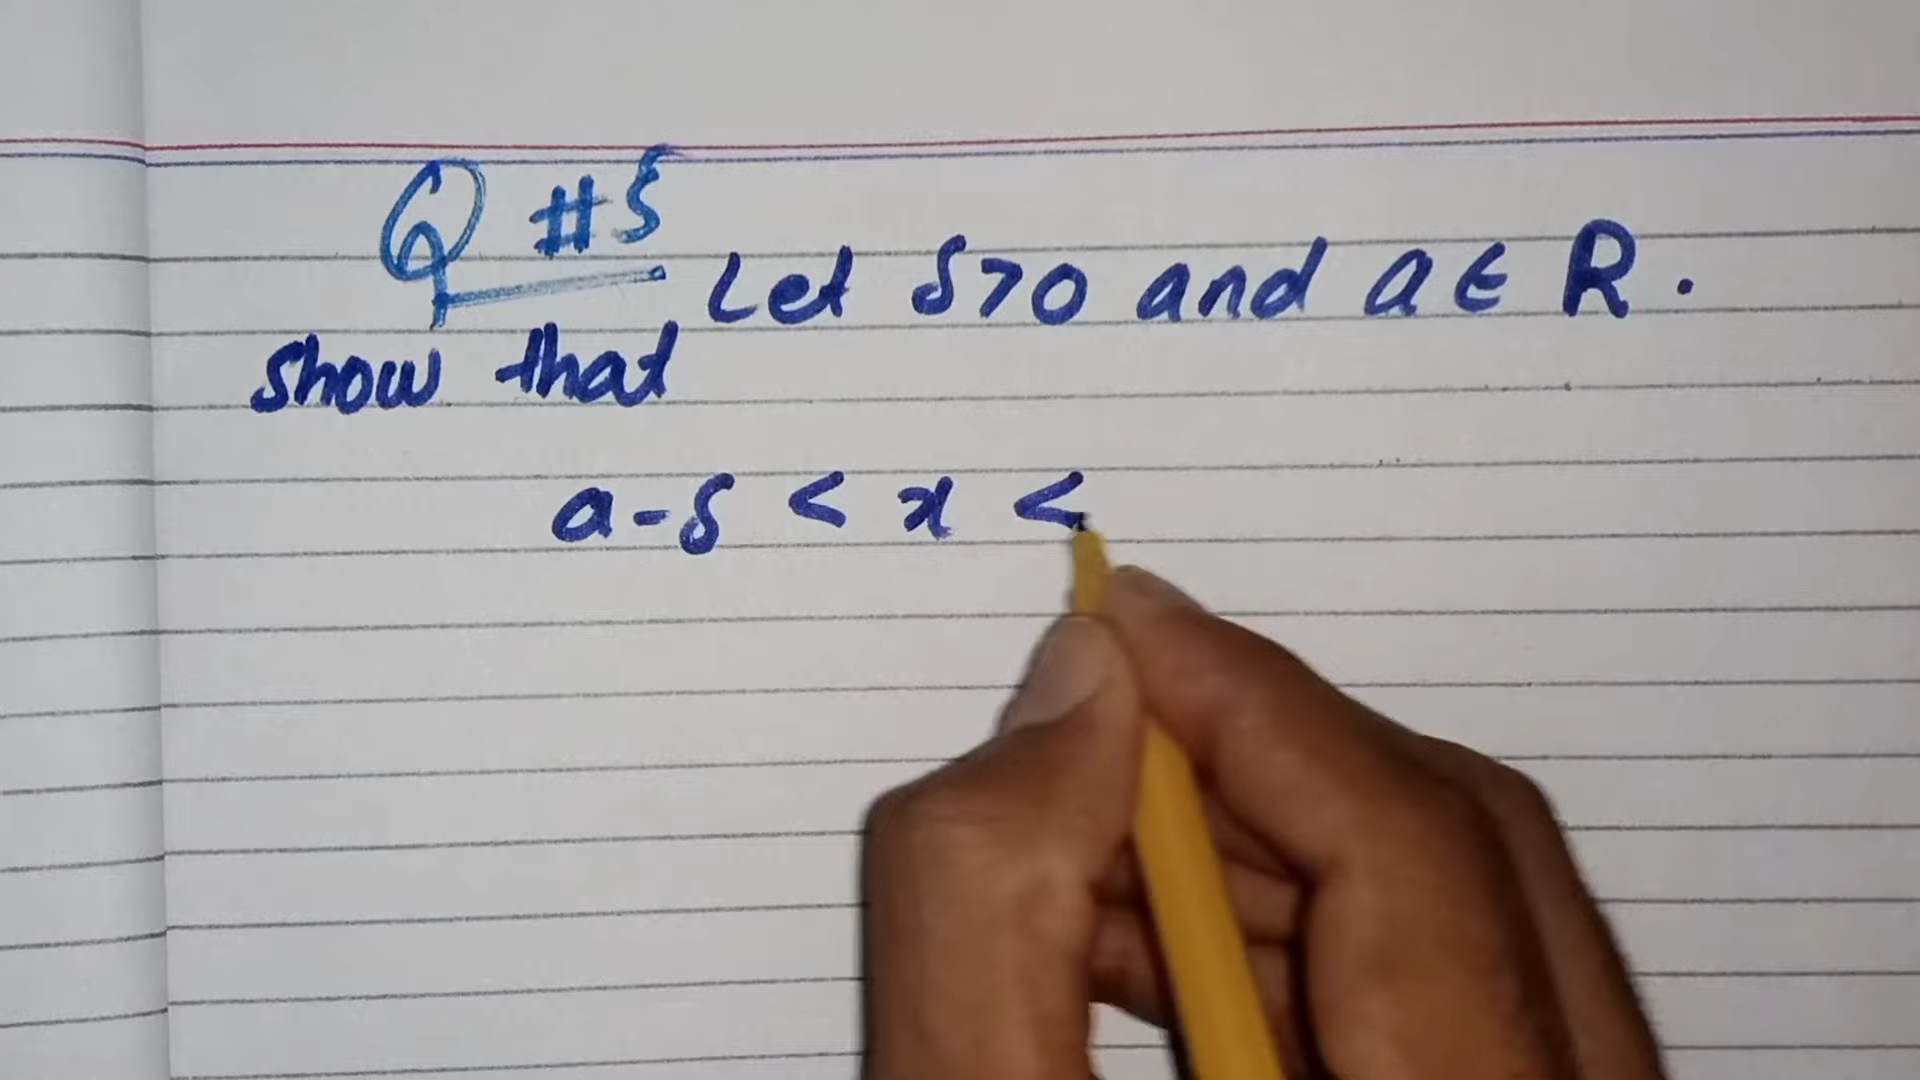 Q #5
Let δ>0 and a ∈ R.
show that
a-δ < x <